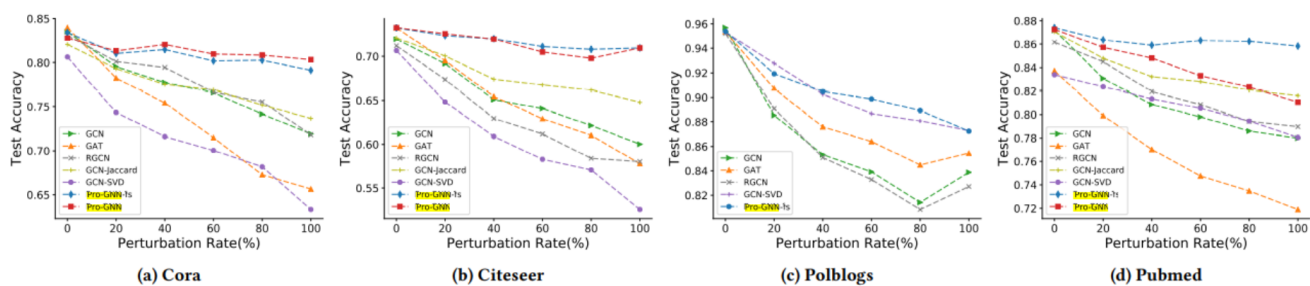 0.85
0.80
0.75
0.70
0.65
Test Accuracy
GCN
GAT
RGCN
GCN-Jaccard
GCN-SVD
Pro-GNN-fs
Pro-GNN
0 20 40 60 80 100
Perturbation Rate(%)
(a) Cora
0.70
0.65
0.60
0.55
Test Accuracy
GCN
GAT
RGCN
GCN-Jaccard
GCN-SVD
Pro-GNN-fs
Pro-GNN
0 20 40 60 80 100
Perturbation Rate(%)
(b) Citeseer
0.96
0.94
0.92
0.90
0.88
0.86
0.84
0.82
Test Accuracy
GCN
GAT
RGCN
GCN-SVD
Pro-GNN-fs
0 20 40 60 80 100
Perturbation Rate(%)
(c) Polblogs
0.88
0.86
0.84
0.82
0.80
0.78
0.76
0.74
0.72
Test Accuracy
GCN
GAT
RGCN
GCN-Jaccard
GCN-SVD
Pro-GNN-fs
Pro-GNN
0 20 40 60 80 100
Perturbation Rate(%)
(d) Pubmed